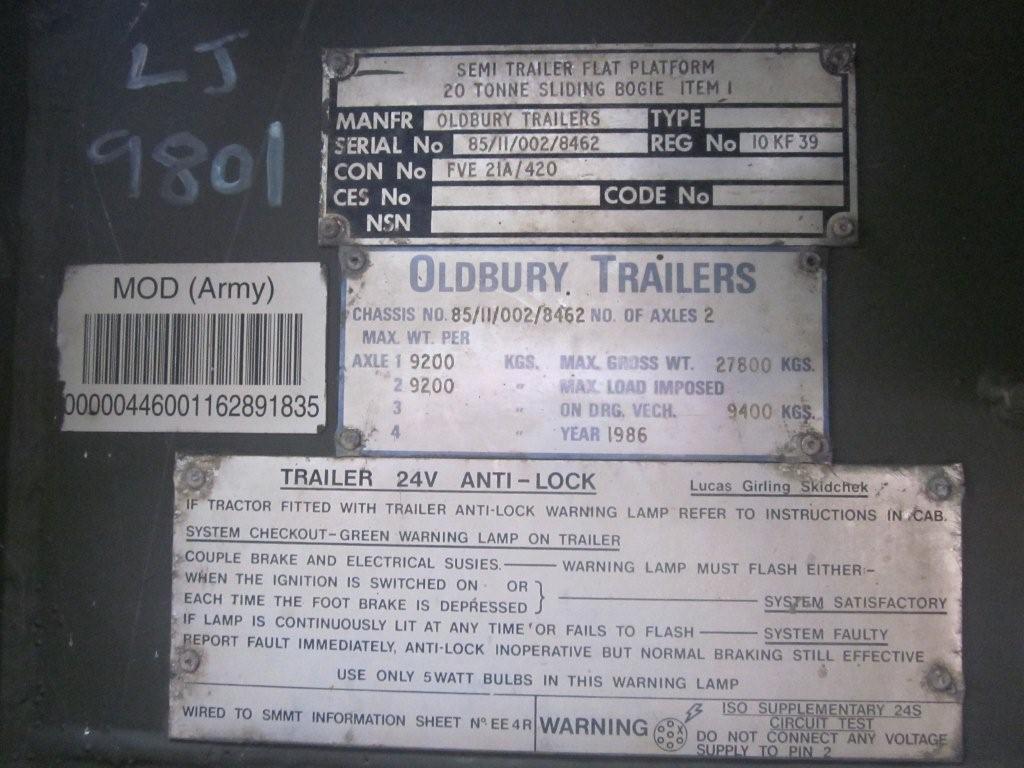 LJ
9801
SEMI TRAILER FLAT PLATFORM
20 TONNE SLIDING BOGIE ITEM 1
MANFR OLDBURY TRAILERS TYPE
SERIAL No 85/11/002/8462 REG No 10 KF 39
CON No FVE 21A/420
CES No CODE No
NSN
MOD (Army)
00000446001162891835
OLDBURY TRAILERS
CHASSIS NO. 85/11/002/8462 NO. OF AXLES 2
MAX. WT. PER
AXLE 1 9200 KGS. MAX. GROSS WT. 27800 KGS.
2 9200 " MAX. LOAD IMPOSED
3 " ON DRG. VECH. 9400 KGS.
4 " YEAR 1986
TRAILER 24V ANTI-LOCK Lucas Girling Skidchek
IF TRACTOR FITTED WITH TRAILER ANTI-LOCK WARNING LAMP REFER TO INSTRUCTIONS IN CAB.
SYSTEM CHECKOUT-GREEN WARNING LAMP ON TRAILER
COUPLE BRAKE AND ELECTRICAL SUSIES.—— WARNING LAMP MUST FLASH EITHER:-
WHEN THE IGNITION IS SWITCHED ON OR
EACH TIME THE FOOT BRAKE IS DEPRESSED } —— SYSTEM SATISFACTORY
IF LAMP IS CONTINUOUSLY LIT AT ANY TIME OR FAILS TO FLASH —— SYSTEM FAULTY
REPORT FAULT IMMEDIATELY, ANTI-LOCK INOPERATIVE BUT NORMAL BRAKING STILL EFFECTIVE
USE ONLY 5WATT BULBS IN THIS WARNING LAMP
WIRED TO SMMT INFORMATION SHEET No. EE4R
WARNING
ISO SUPPLEMENTARY 24S
CIRCUIT TEST
DO NOT CONNECT ANY VOLTAGE
SUPPLY TO PIN 2